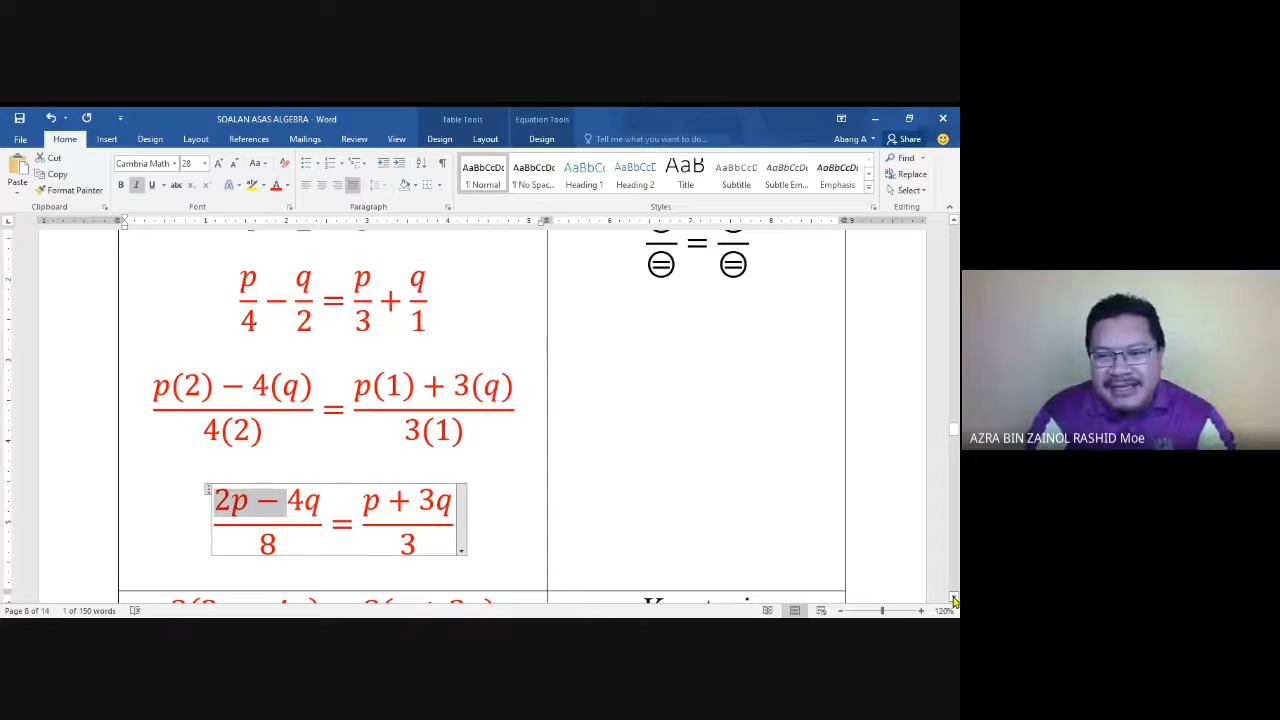 SOALAN ASAS ALGEBRA - Word
Table Tools
Equation Tools
File
Home
Insert
Design
Layout
References
Mailings
Review
View
Design
Layout
Design
Tell me what you want to do...
Abang A
Share
Paste
Cut
Copy
Format Painter
Clipboard
Cambria Math
28
Font
Paragraph
AaBbCcDc
¶ Normal
AaBbCcDc
¶ No Spac...
AaBbC
Heading 1
AaBbCcD
Heading 2
AaB
Title
AaBbCcD
Subtitle
AaBbCcDc
Subtle Em...
AaBbCcDc
Emphasis
Styles
Find
Replace
Select
Editing
p/4 − q/2 = p/3 + q/1
(p(2) − 4(q))/(4(2)) = (p(1) + 3(q))/(3(1))
(2p − 4q)/8 = (p + 3q)/3
Page 8 of 14
1 of 150 words
120%
AZRA BIN ZAINOL RASHID Moe